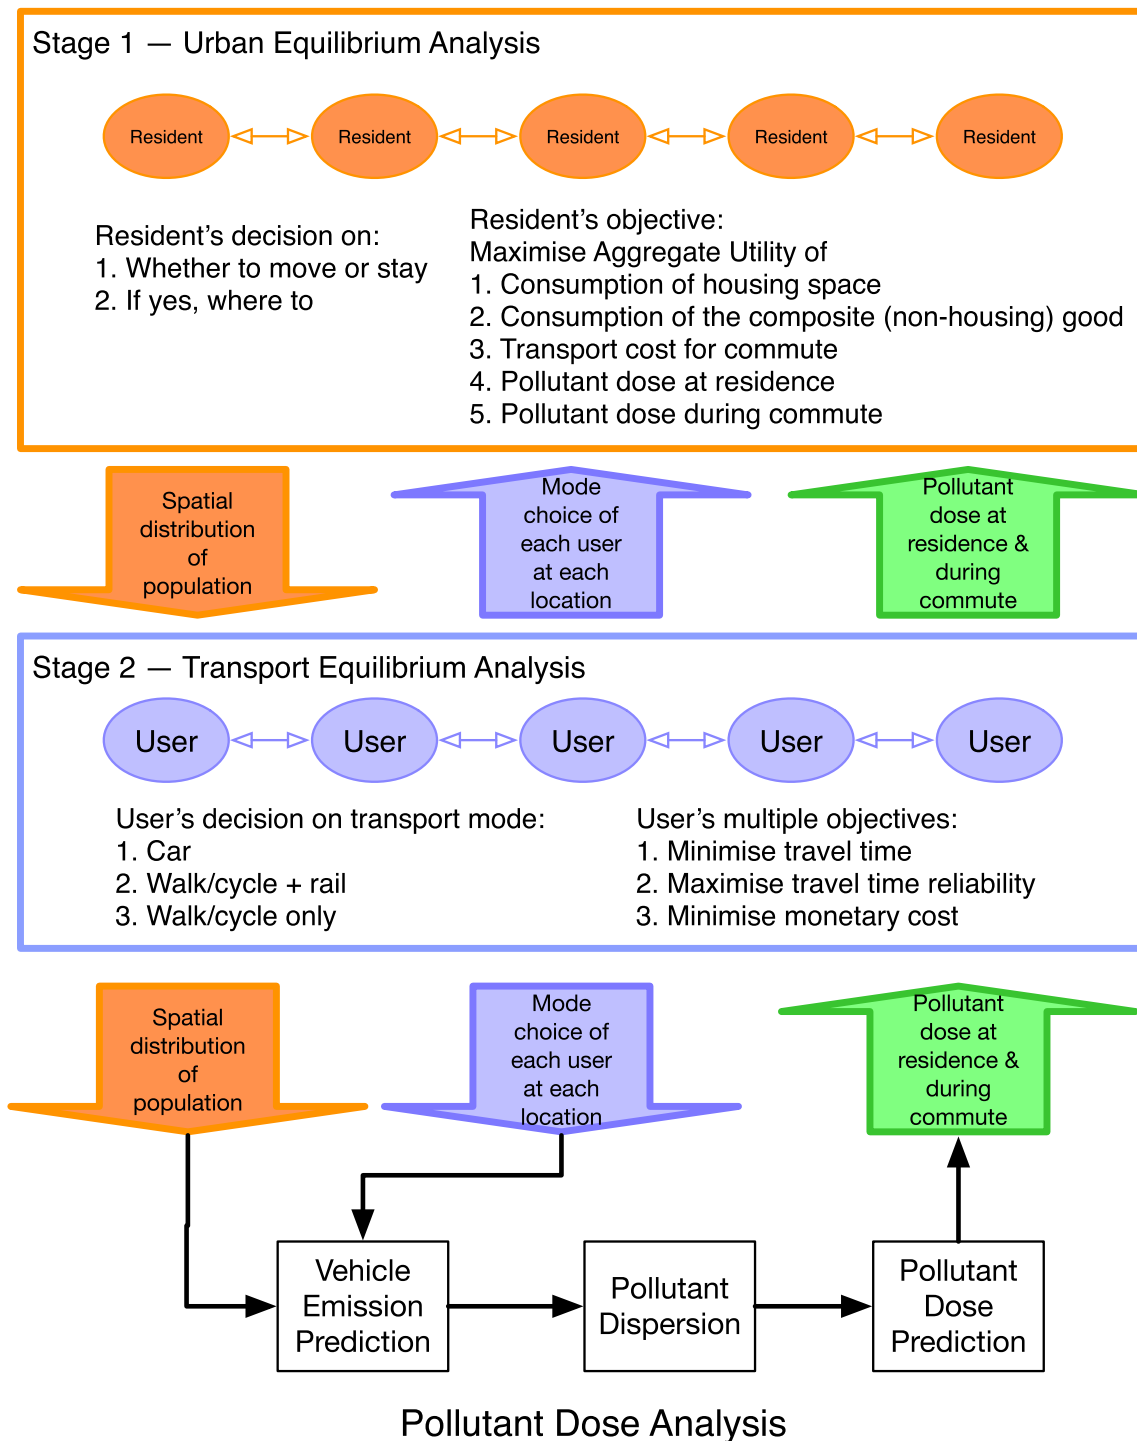 Stage 1 — Urban Equilibrium Analysis
Resident
Resident
Resident
Resident
Resident
Resident’s decision on:
1. Whether to move or stay
2. If yes, where to
Resident’s objective:
Maximise Aggregate Utility of
1. Consumption of housing space
2. Consumption of the composite (non-housing) good
3. Transport cost for commute
4. Pollutant dose at residence
5. Pollutant dose during commute
Spatial
distribution
of
population
Mode
choice of
each user
at each
location
Pollutant
dose at
residence &
during
commute
Stage 2 — Transport Equilibrium Analysis
User
User
User
User
User
User’s decision on transport mode:
1. Car
2. Walk/cycle + rail
3. Walk/cycle only
User’s multiple objectives:
1. Minimise travel time
2. Maximise travel time reliability
3. Minimise monetary cost
Spatial
distribution
of
population
Mode
choice of
each user
at each
location
Pollutant
dose at
residence &
during
commute
Vehicle
Emission
Prediction
Pollutant
Dispersion
Pollutant
Dose
Prediction
Pollutant Dose Analysis